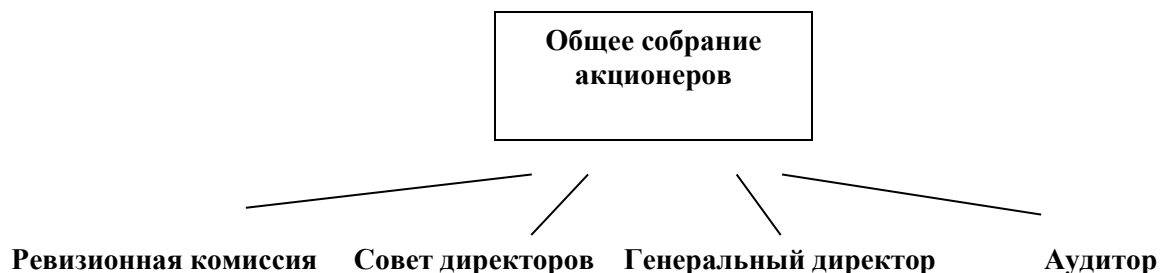 Общее собрание
акционеров
Ревизионная комиссия Совет директоров Генеральный директор Аудитор